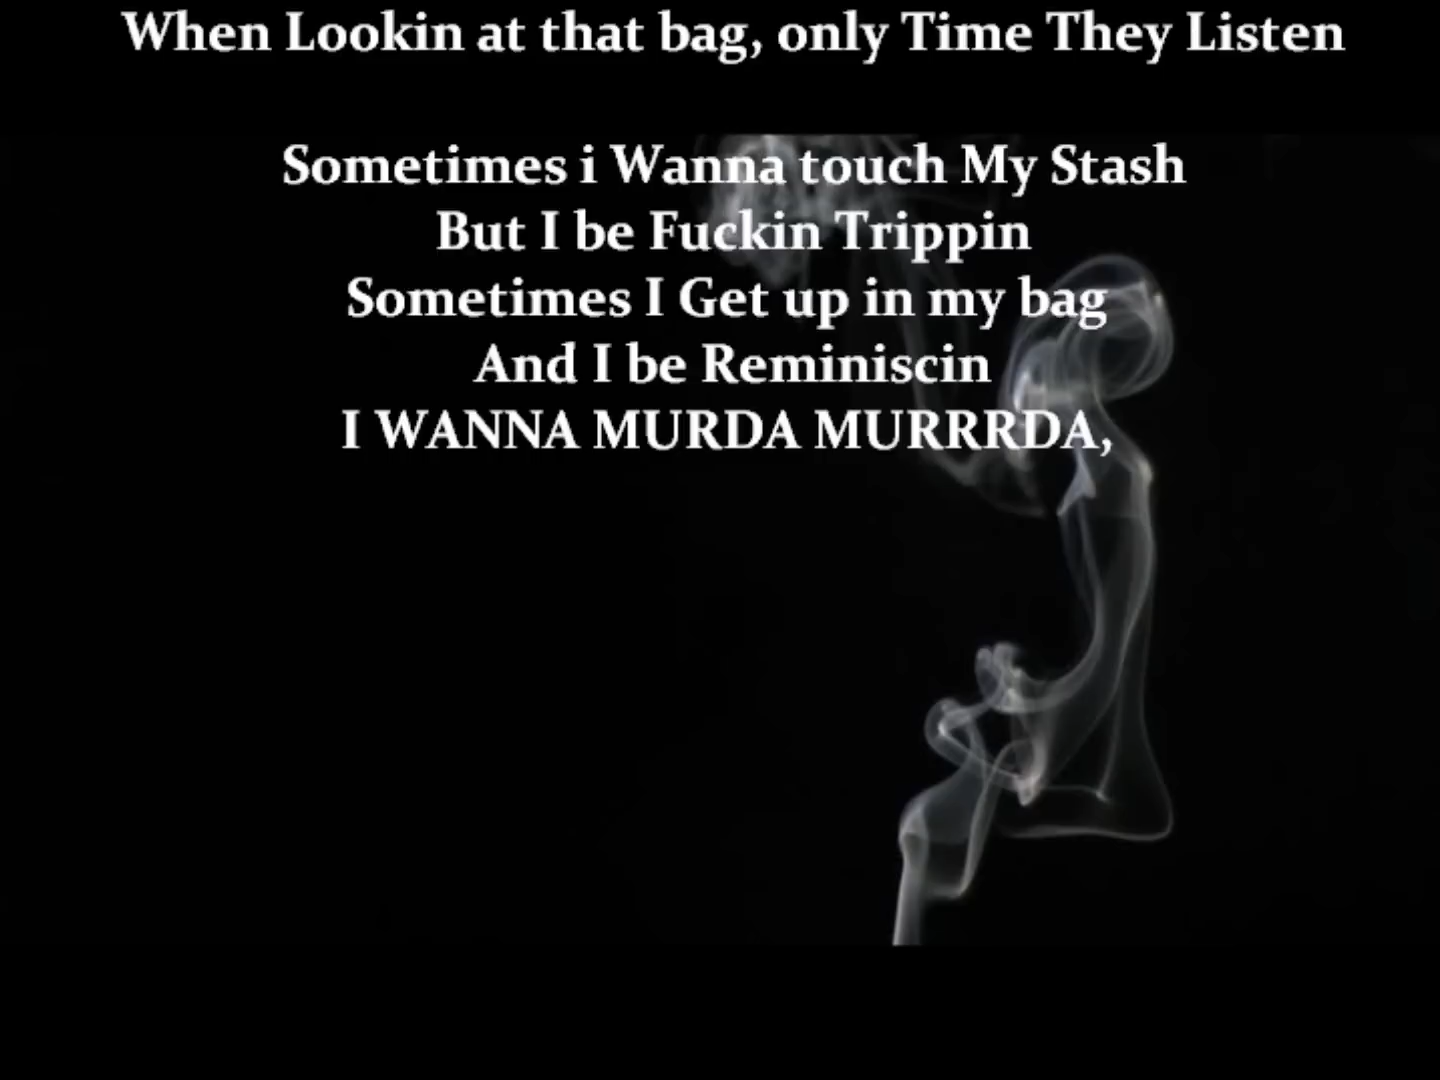 When Lookin at that bag, only Time They Listen
Sometimes i Wanna touch My Stash
But I be Fuckin Trippin
Sometimes I Get up in my bag
And I be Reminiscin
I WANNA MURDA MURRRDA,